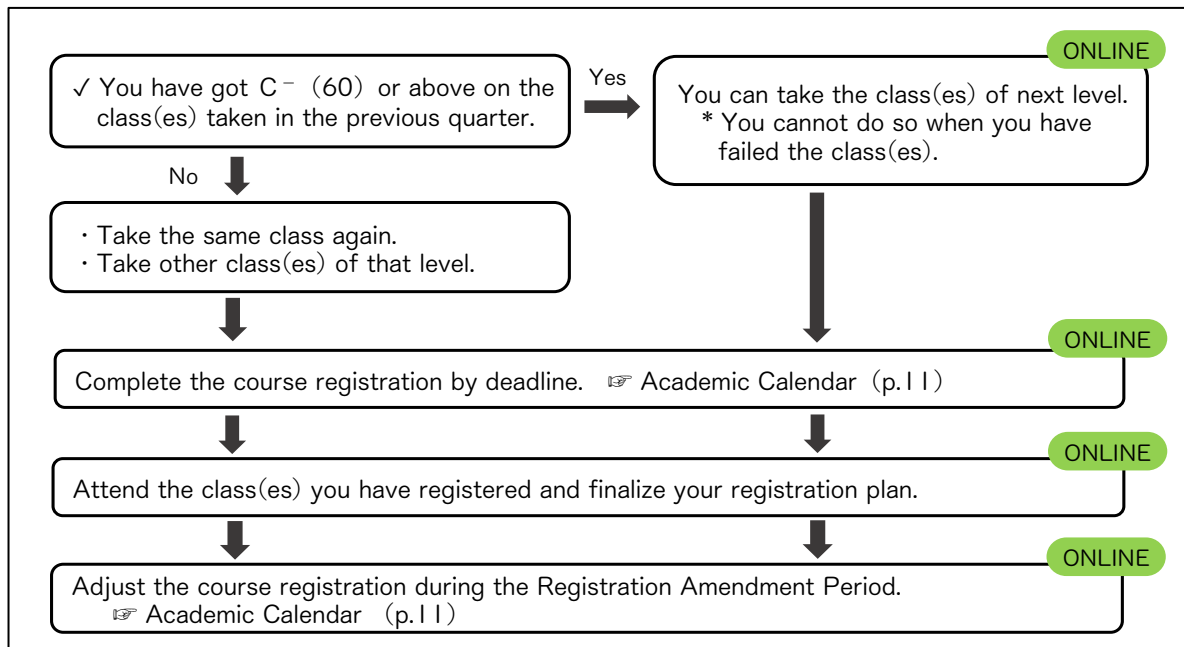 ONLINE
✓ You have got C⁻ (60) or above on the
class(es) taken in the previous quarter.
Yes
You can take the class(es) of next level.
* You cannot do so when you have
failed the class(es).
No
・Take the same class again.
・Take other class(es) of that level.
ONLINE
Complete the course registration by deadline. ☞ Academic Calendar (p.11)
ONLINE
Attend the class(es) you have registered and finalize your registration plan.
ONLINE
Adjust the course registration during the Registration Amendment Period.
☞ Academic Calendar (p.11)